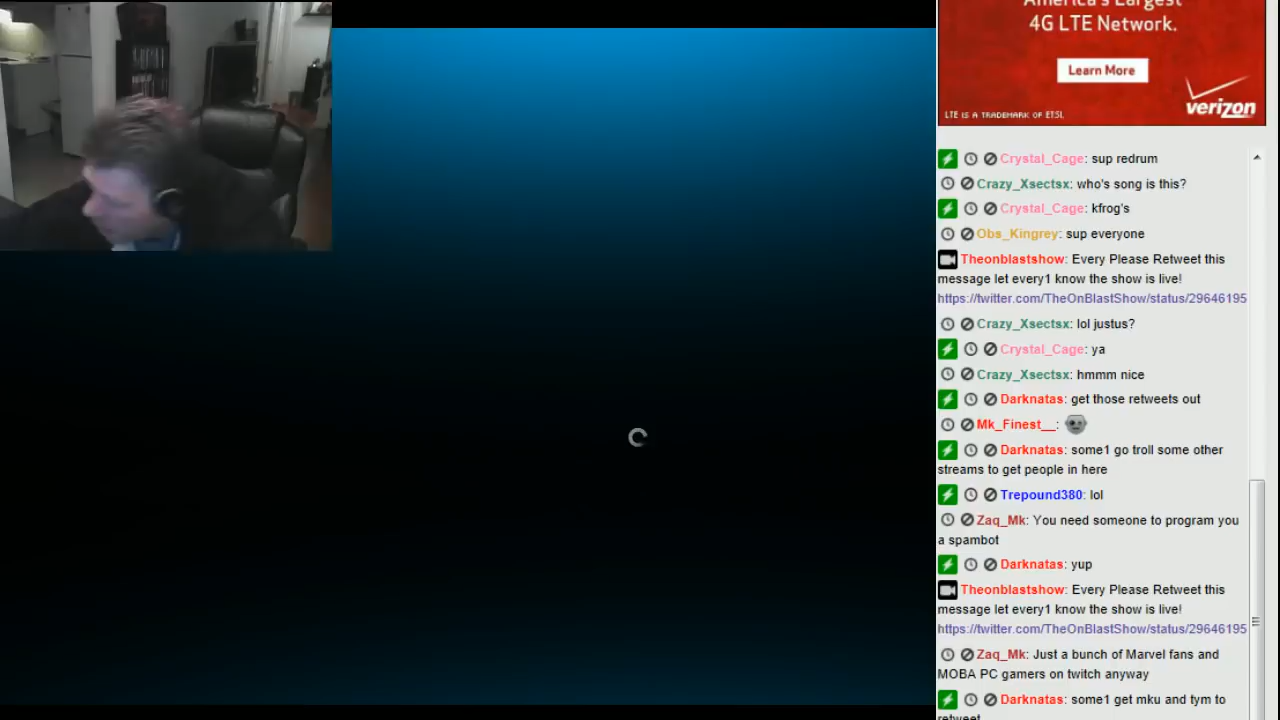 America's Largest
4G LTE Network.
Learn More
verizon
LTE IS A TRADEMARK OF ETSI.
Crystal_Cage: sup redrum
Crazy_Xsectsx: who's song is this?
Crystal_Cage: kfrog's
Obs_Kingrey: sup everyone
Theonblastshow: Every Please Retweet this
message let every1 know the show is live!
https://twitter.com/TheOnBlastShow/status/29646195
Crazy_Xsectsx: lol justus?
Crystal_Cage: ya
Crazy_Xsectsx: hmmm nice
Darknatas: get those retweets out
Mk_Finest__:
Darknatas: some1 go troll some other
streams to get people in here
Trepound380: lol
Zaq_Mk: You need someone to program you
a spambot
Darknatas: yup
Theonblastshow: Every Please Retweet this
message let every1 know the show is live!
https://twitter.com/TheOnBlastShow/status/29646195
Zaq_Mk: Just a bunch of Marvel fans and
MOBA PC gamers on twitch anyway
Darknatas: some1 get mku and tym to
retweet